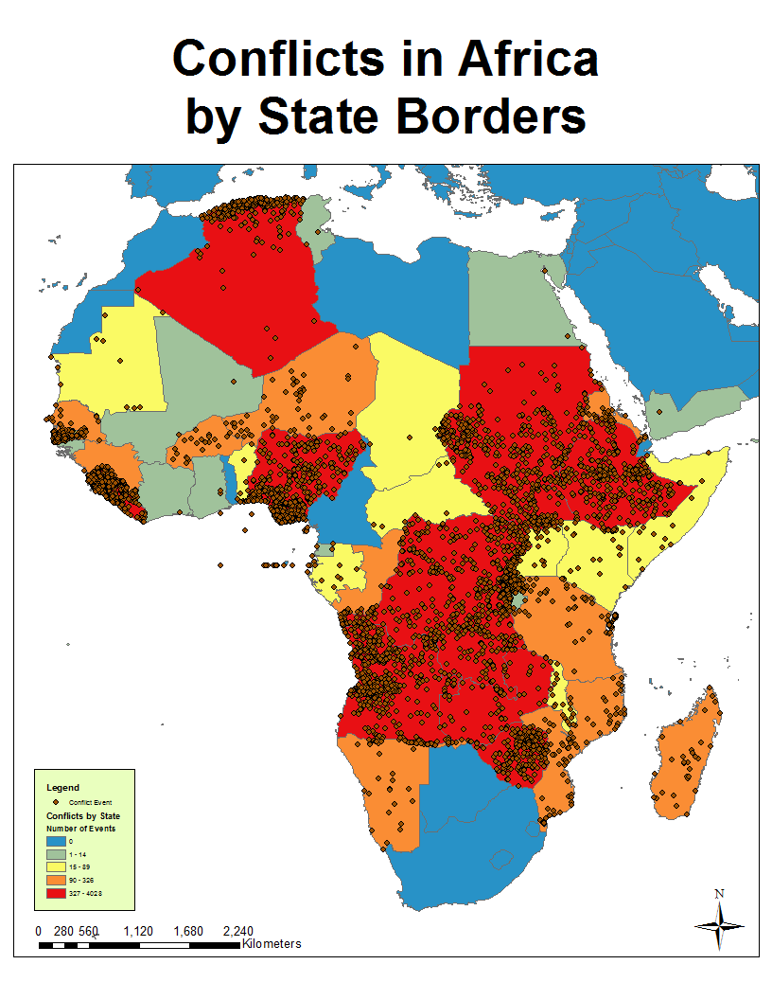 Conflicts in Africa
by State Borders
Legend
Conflict Event
Conflicts by State
Number of Events
0
1 - 14
15 - 89
90 - 326
327 - 4028
N
0 280 560 1,120 1,680 2,240
Kilometers